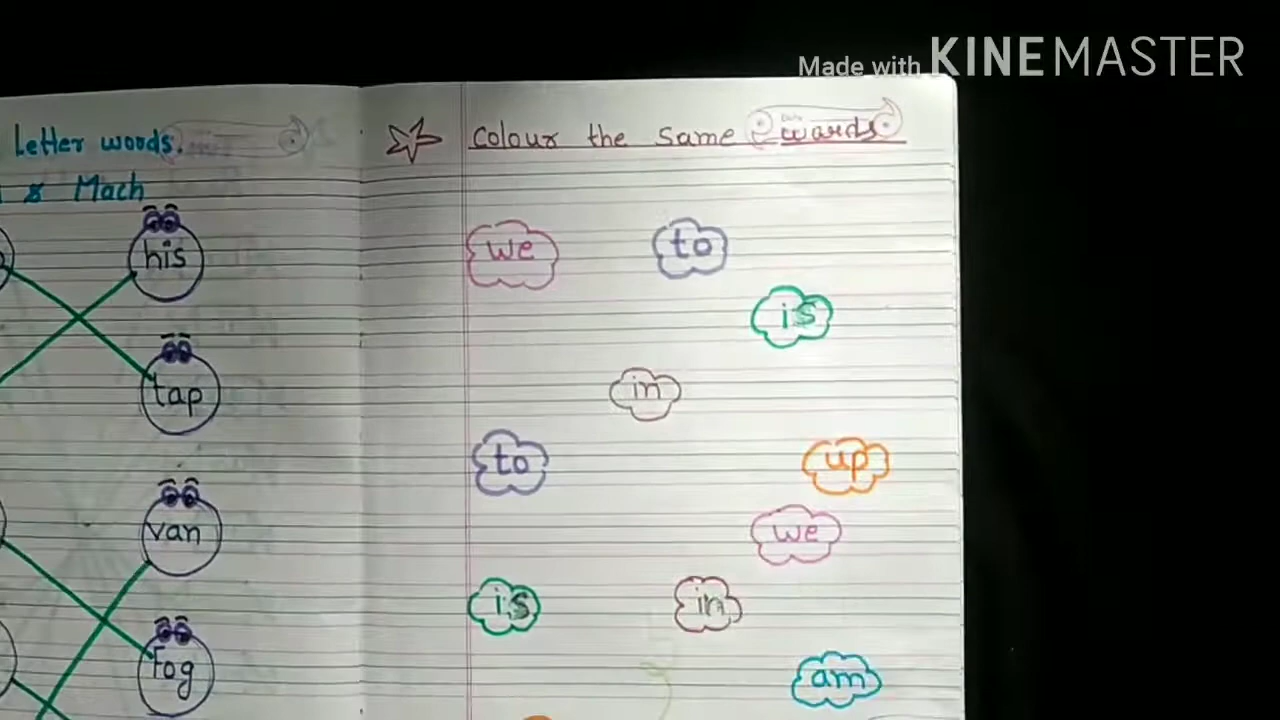 Made with KINEMASTER
Letter words.
& Mach
his
tap
van
Fog
Colour the same words
we
to
is
in
to
up
we
is
in
am